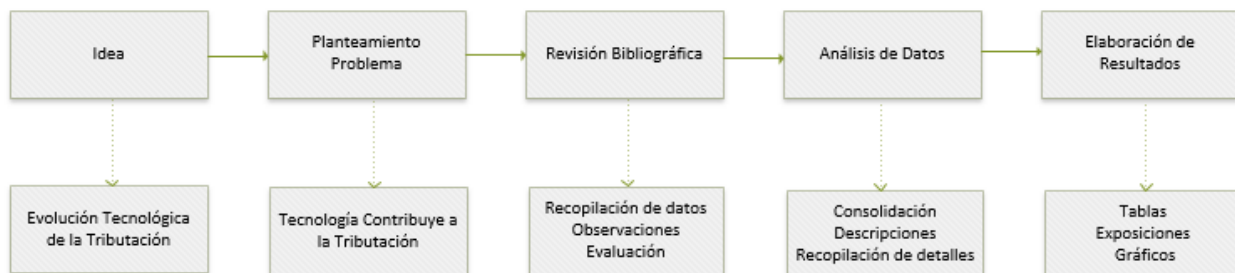 Idea
Planteamiento
Problema
Revisión Bibliográfica
Análisis de Datos
Elaboración de
Resultados
Evolución Tecnológica
de la Tributación
Tecnología Contribuye a
la Tributación
Recopilación de datos
Observaciones
Evaluación
Consolidación
Descripciones
Recopilación de detalles
Tablas
Exposiciones
Gráficos